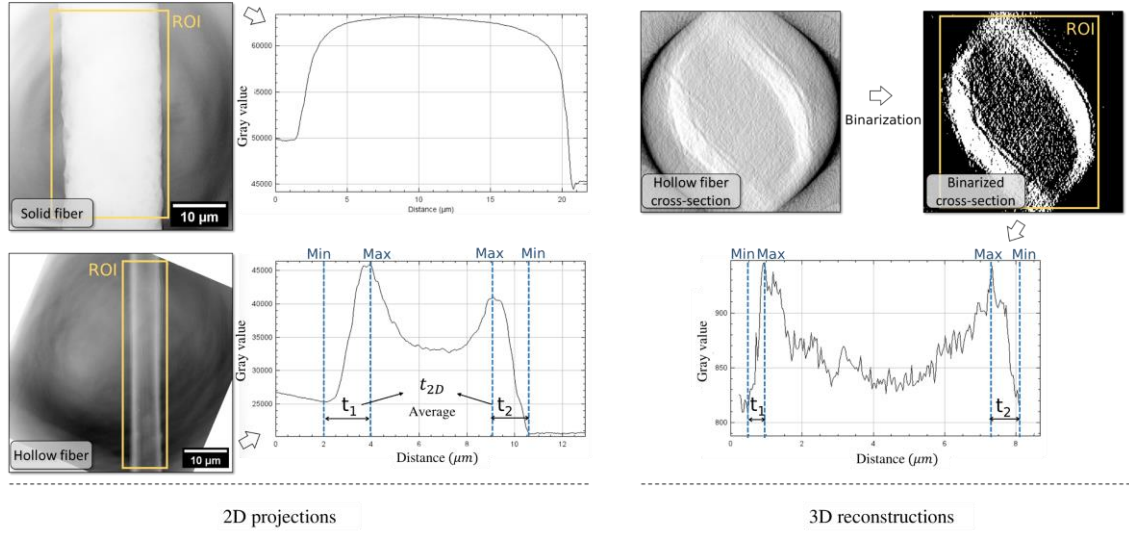 ROI
Solid fiber
10 µm
Gray value
60000
50000
45000
0
5
10
15
20
Distance (µm)
Hollow fiber
cross-section
Binarization
ROI
Binarized
cross-section
ROI
Hollow fiber
10 µm
Min
Max
Max
Min
Gray value
45000
40000
35000
30000
25000
t1
t2D
Average
t2
0
2
4
6
8
10
12
Distance (µm)
Min
Max
Max
Min
Gray value
900
850
800
t1
t2
0
2
4
6
8
Distance (µm)
2D projections
3D reconstructions